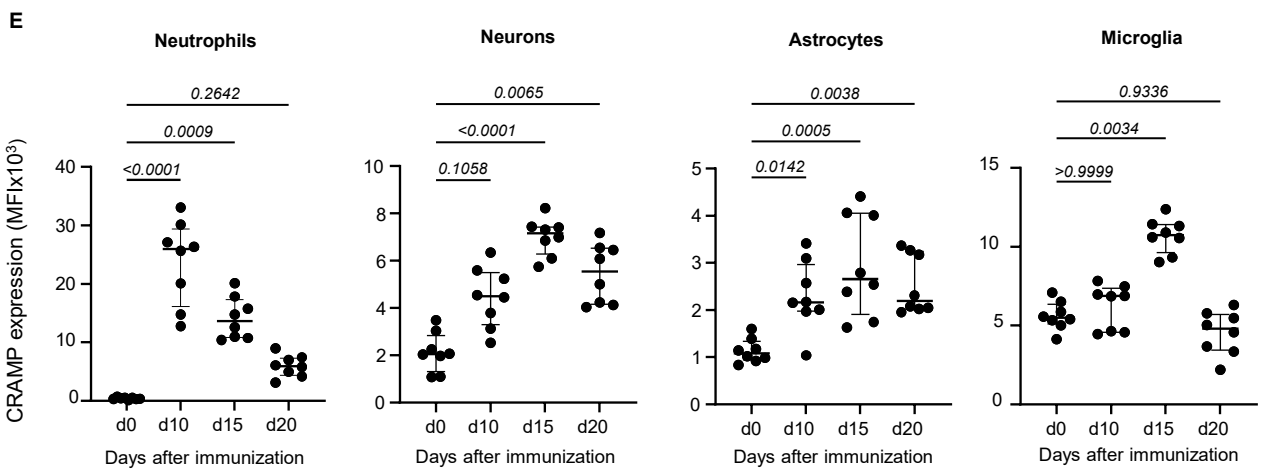 E
Neutrophils
0.2642
0.0009
<0.0001
CRAMP expression (MFIx10³)
40
30
20
10
0
d0 d10 d15 d20
Days after immunization
Neurons
0.0065
<0.0001
0.1058
10
8
6
4
2
0
d0 d10 d15 d20
Days after immunization
Astrocytes
0.0038
0.0005
0.0142
5
4
3
2
1
0
d0 d10 d15 d20
Days after immunization
Microglia
0.9336
0.0034
>0.9999
15
10
5
0
d0 d10 d15 d20
Days after immunization